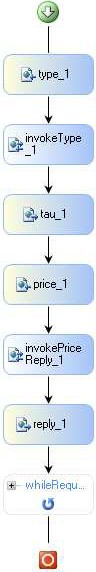 type_1
invokeType
_1
tau_1
price_1
invokePrice
Reply_1
reply_1
whileRequ...